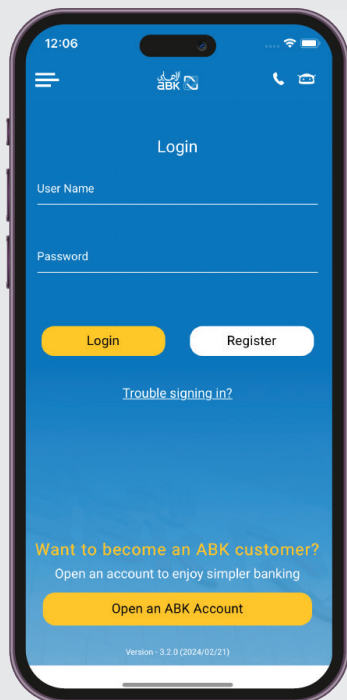 12:06
الأهلي
ABK
Login
User Name
Password
Login Register
Trouble signing in?
Want to become an ABK customer?
Open an account to enjoy simpler banking
Open an ABK Account
Version - 3.2.0 (2024/02/21)